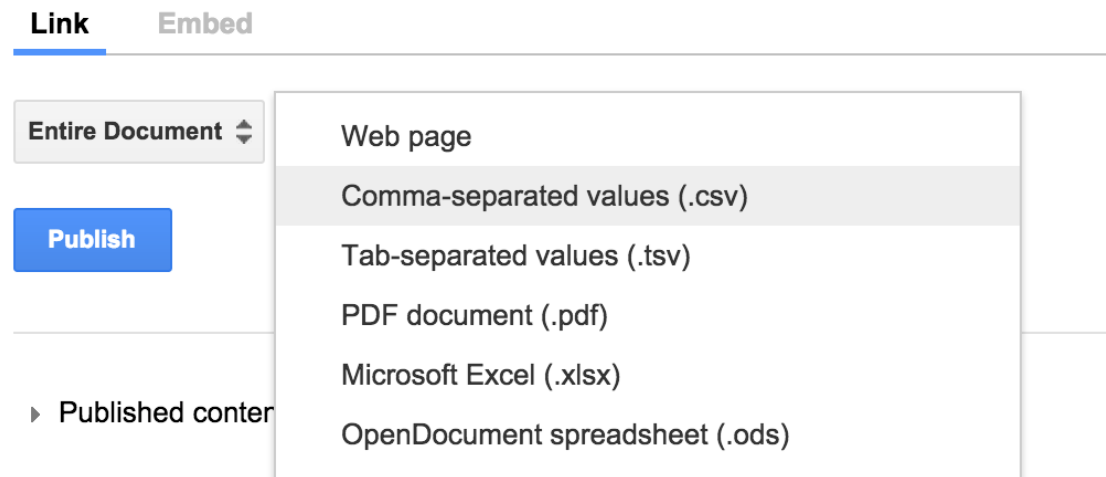 Link Embed
Entire Document
Web page
Comma-separated values (.csv)
Publish
Tab-separated values (.tsv)
PDF document (.pdf)
Microsoft Excel (.xlsx)
Published
OpenDocument spreadsheet (.ods)